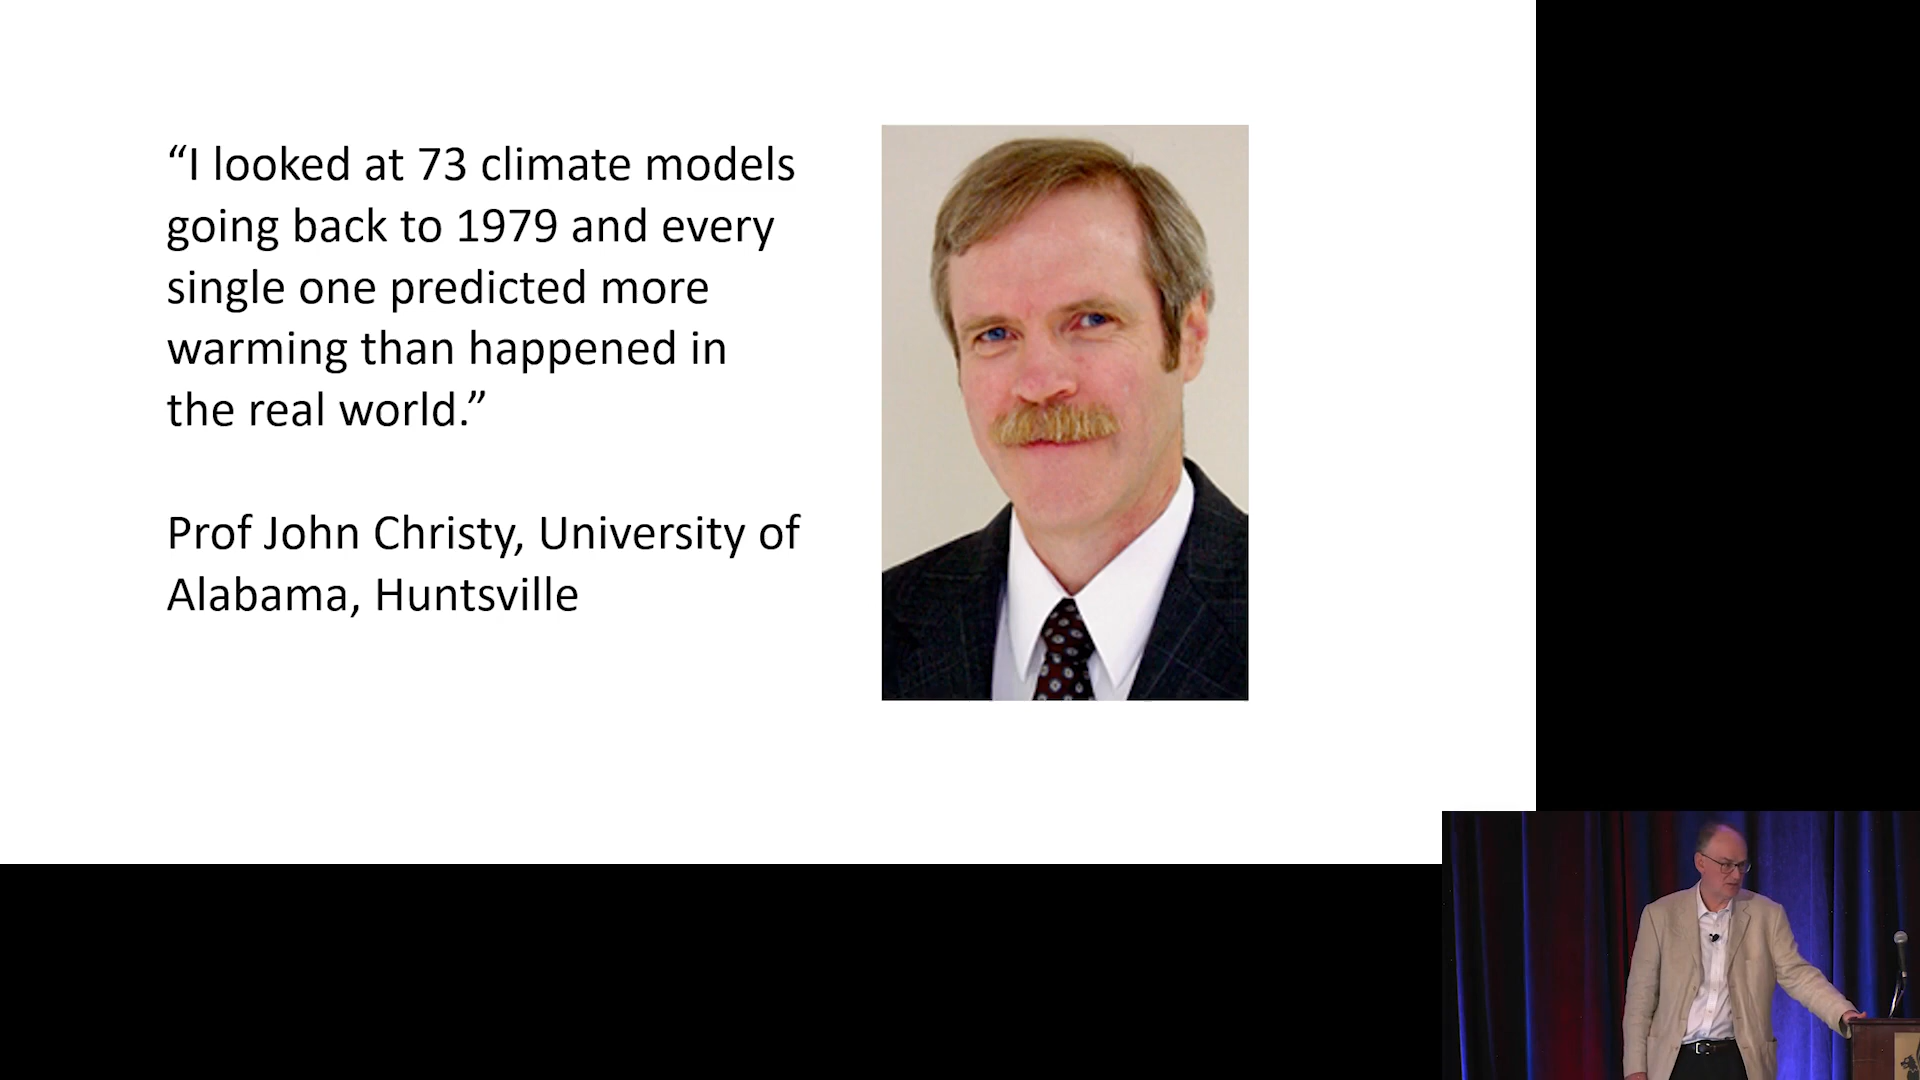 “I looked at 73 climate models
going back to 1979 and every
single one predicted more
warming than happened in
the real world.”
Prof John Christy, University of
Alabama, Huntsville